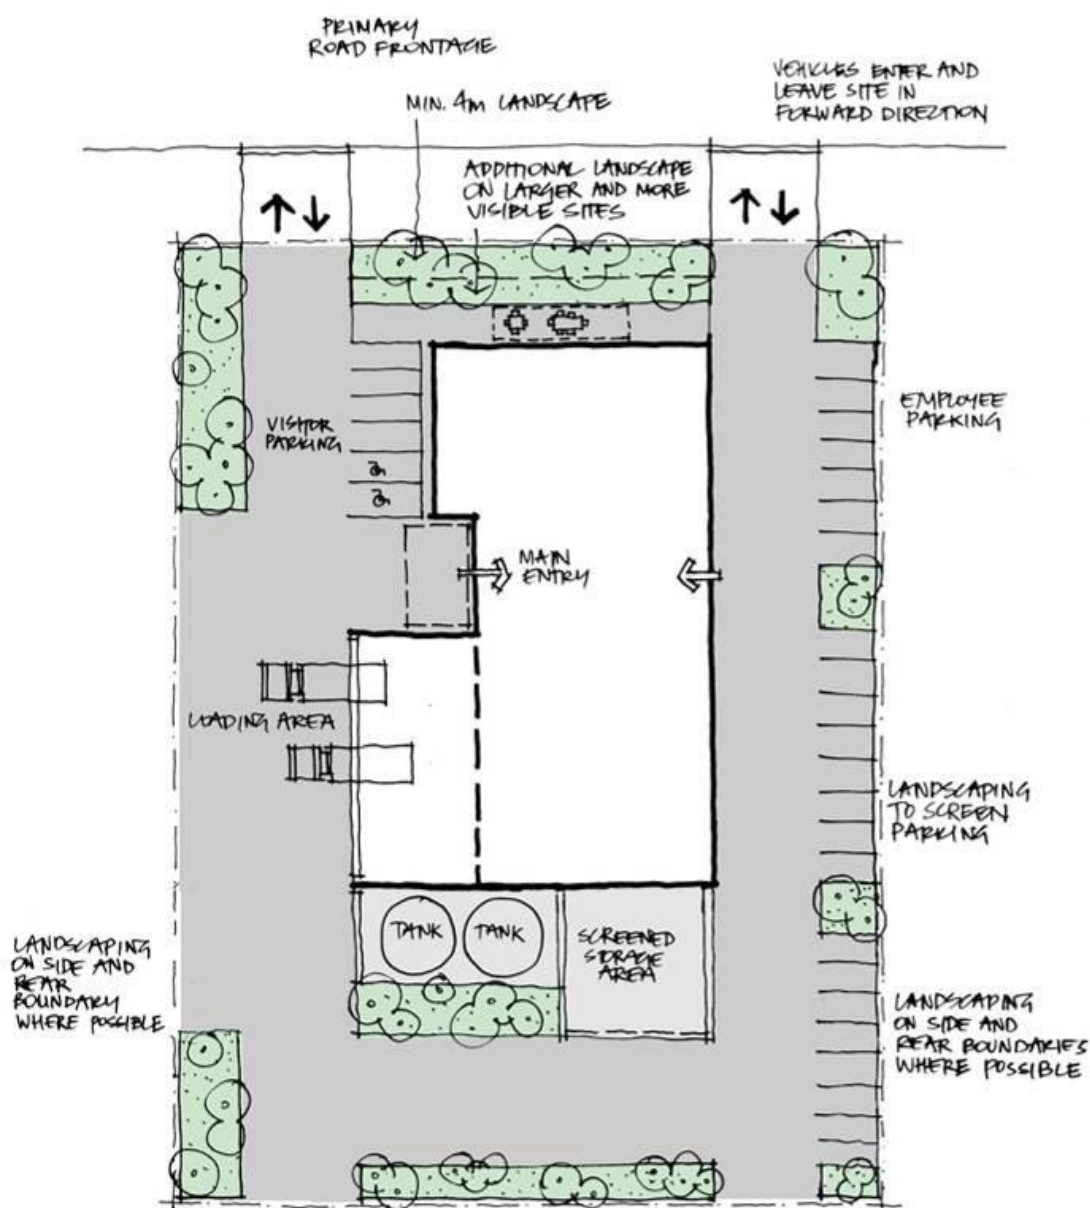 PRIMARY
ROAD FRONTAGE
VEHICLES ENTER AND
LEAVE SITE IN
FORWARD DIRECTION
MIN. 4m LANDSCAPE
ADDITIONAL LANDSCAPE
ON LARGER AND MORE
VISIBLE SITES
VISITOR
PARKING
EMPLOYEE
PARKING
MAIN
ENTRY
LOADING AREA
LANDSCAPING
TO SCREEN
PARKING
TANK
TANK
SCREENED
STORAGE
AREA
LANDSCAPING
ON SIDE AND
REAR
BOUNDARY
WHERE POSSIBLE
LANDSCAPING
ON SIDE AND
REAR BOUNDARIES
WHERE POSSIBLE